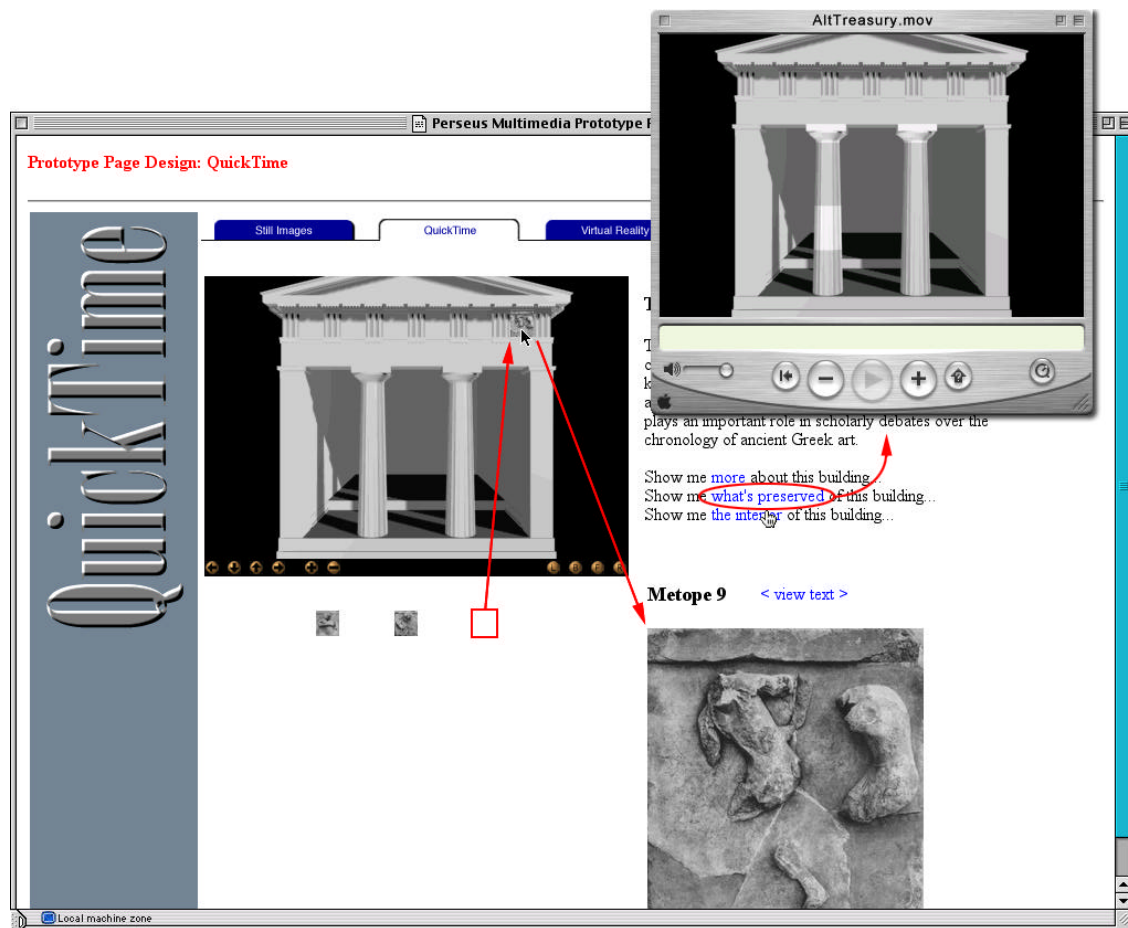 AltTreasury.mov
Perseus Multimedia Prototype
Prototype Page Design: QuickTime
QuickTime
Still Images
QuickTime
Virtual Reality
plays an important role in scholarly debates over the
chronology of ancient Greek art.
Show me more about this building...
Show me what's preserved of this building...
Show me the interior of this building...
Metope 9
< view text >
Local machine zone